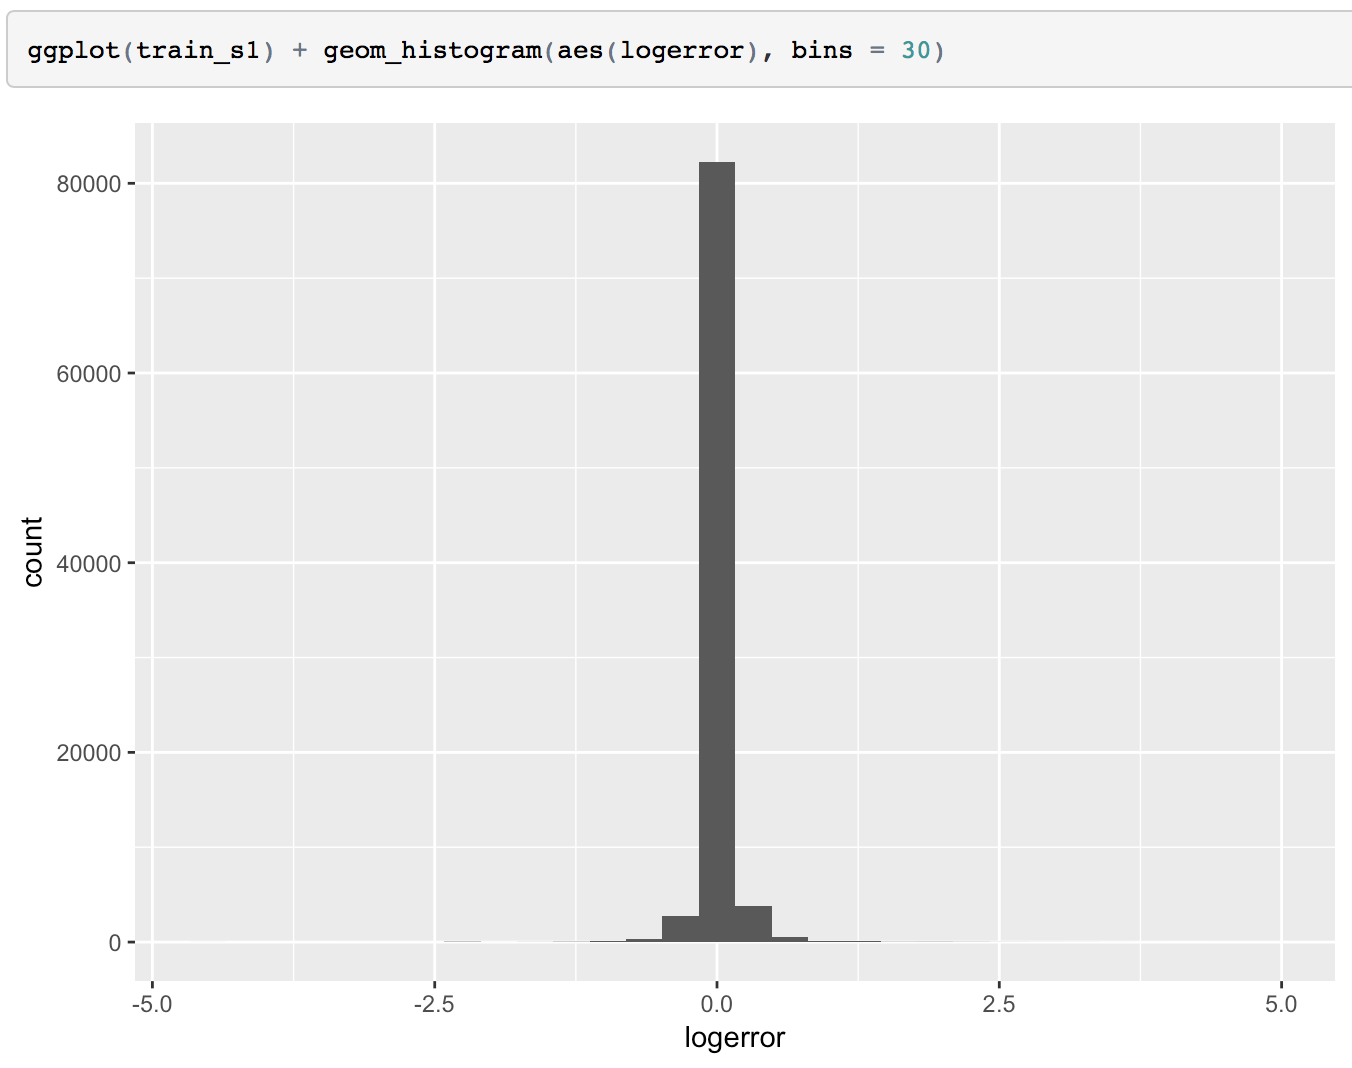 ggplot(train_s1) + geom_histogram(aes(logerror), bins = 30)
80000
60000
40000
20000
0
count
-5.0 -2.5 0.0 2.5 5.0
logerror